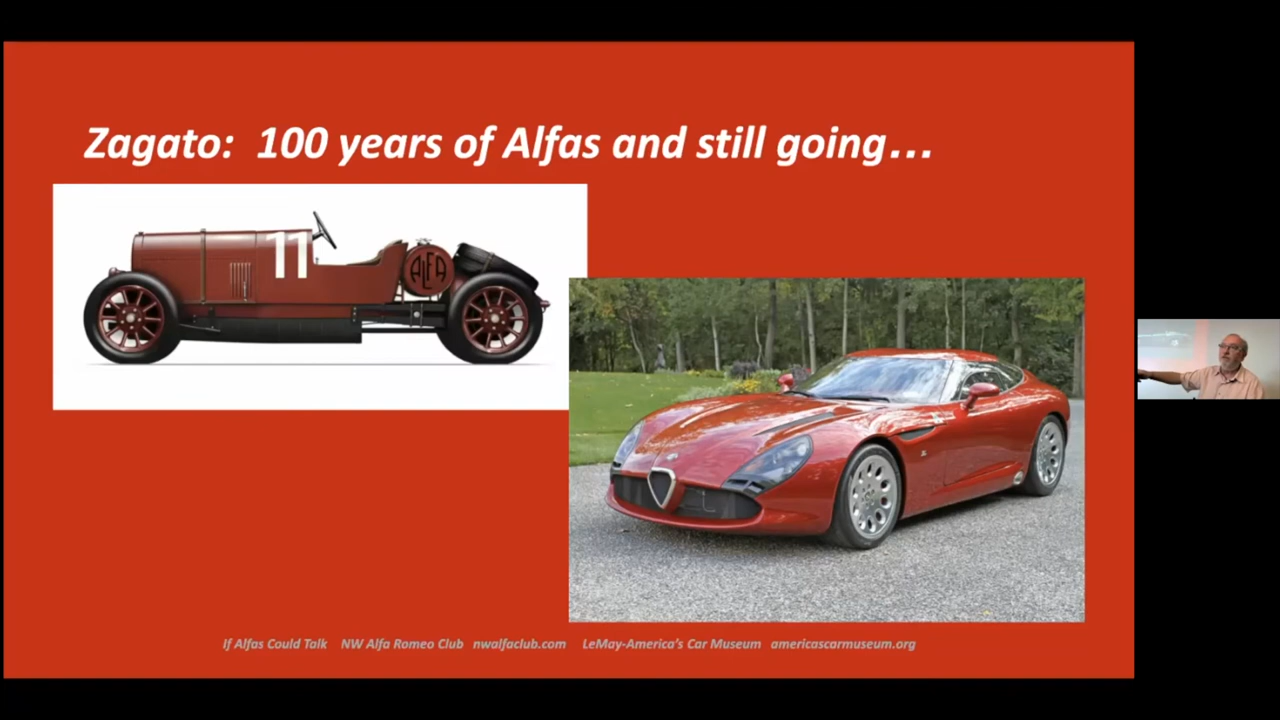 Zagato: 100 years of Alfas and still going…
11
ALFA
If Alfas Could Talk NW Alfa Romeo Club nwalfaclub.com LeMay-America's Car Museum americascarmuseum.org